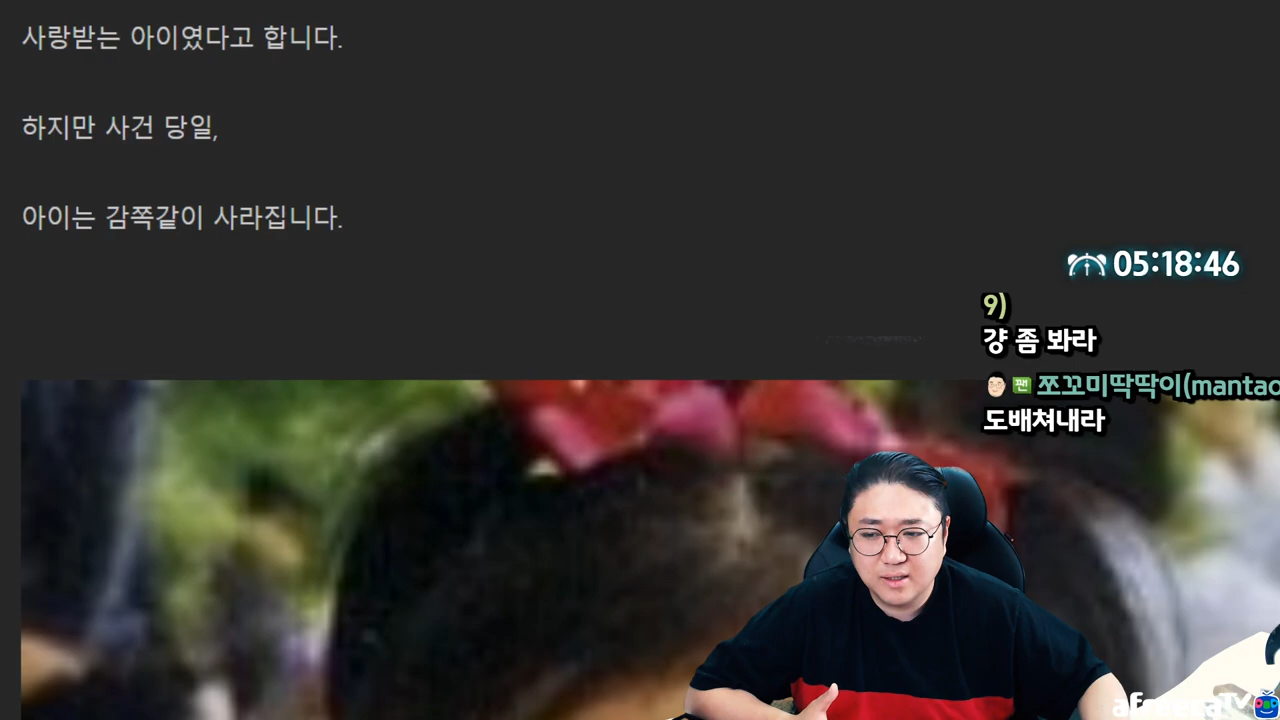 사랑받는 아이였다고 합니다.
하지만 사건 당일,
아이는 감쪽같이 사라집니다.
05:18:46
9)
걍 좀 봐라
팬 쪼꼬미딱딱이(mantao
도배쳐내라
afreecaTV